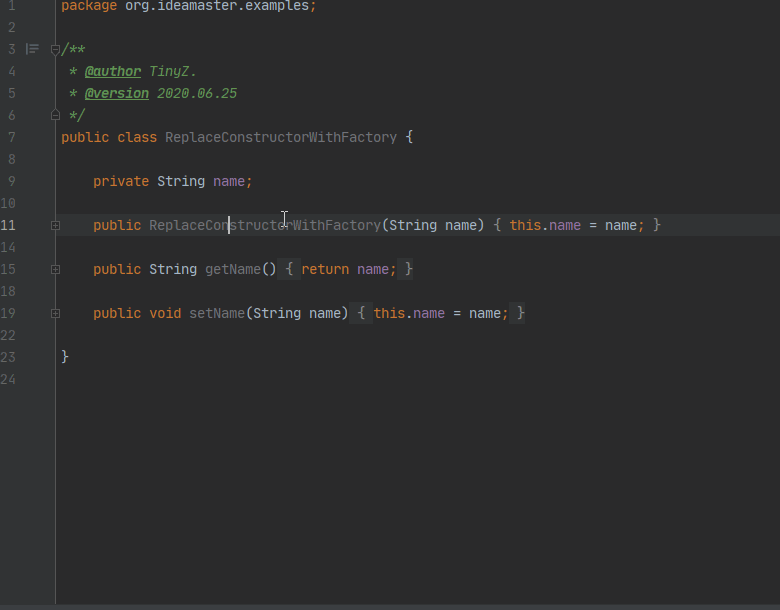 1 package org.ideamaster.examples;
2
3 /**
4 * @author TinyZ.
5 * @version 2020.06.25
6 */
7 public class ReplaceConstructorWithFactory {
8
9 private String name;
10
11 public ReplaceConstructorWithFactory(String name) { this.name = name; }
14
15 public String getName() { return name; }
18
19 public void setName(String name) { this.name = name; }
22
23 }
24